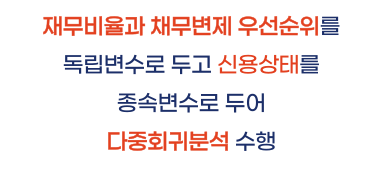 재무비율과 채무변제 우선순위를
독립변수로 두고 신용상태를
종속변수로 두어
다중회귀분석 수행